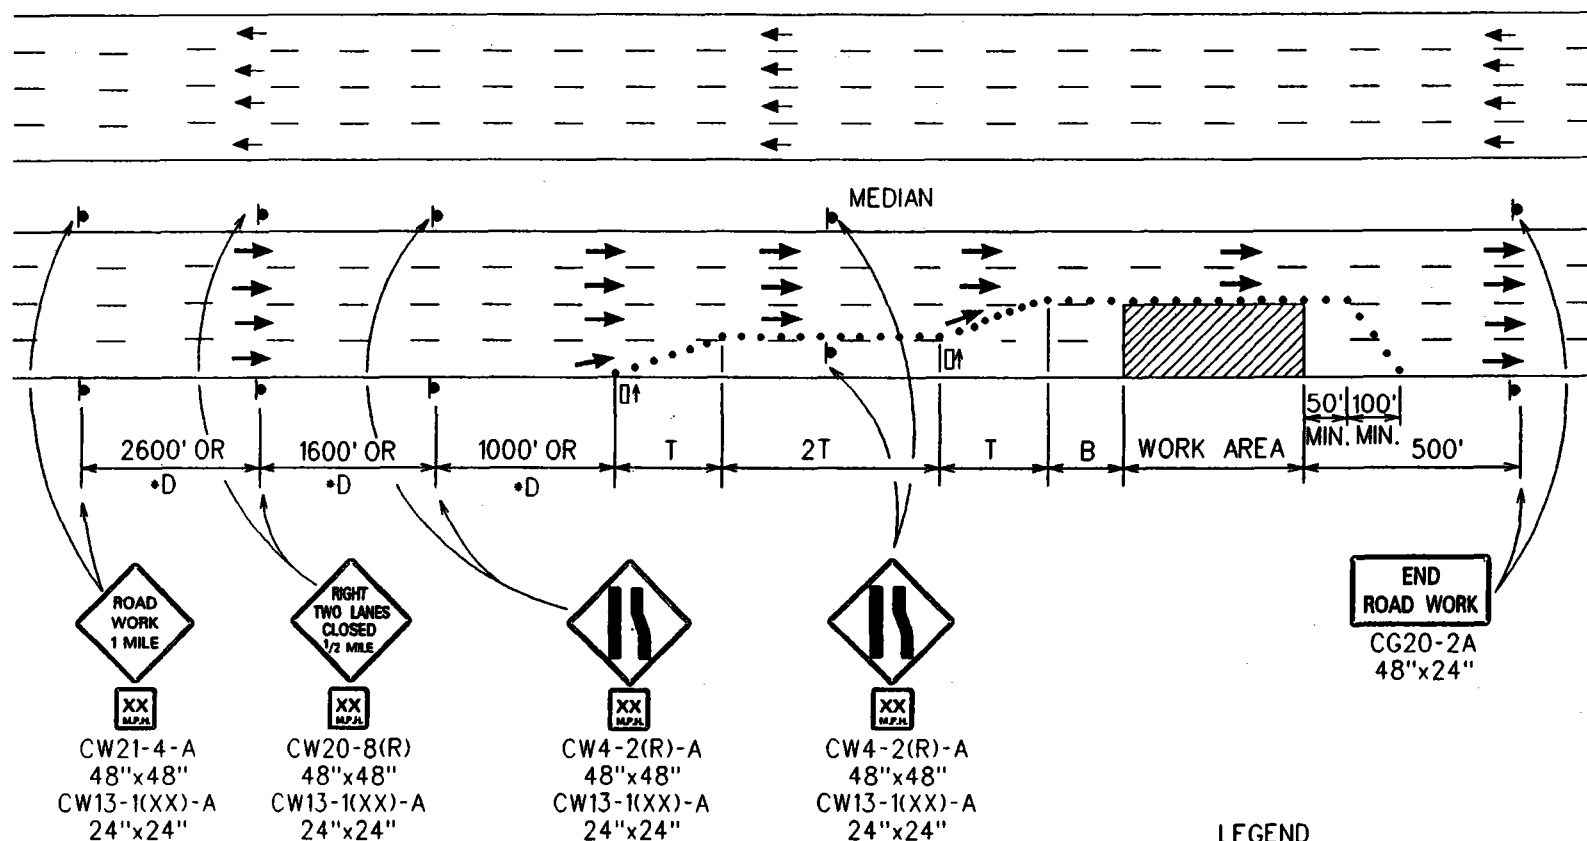 MEDIAN
2600' OR
*D
1600' OR
*D
1000' OR
*D
T
2T
T
B
WORK AREA
50'
MIN.
100'
MIN.
500'
ROAD
WORK
1 MILE
XX
M.P.H.
CW21-4-A
48"x48"
CW13-1(XX)-A
24"x24"
RIGHT
TWO LANES
CLOSED
1/2 MILE
XX
M.P.H.
CW20-8(R)
48"x48"
CW13-1(XX)-A
24"x24"
XX
M.P.H.
CW4-2(R)-A
48"x48"
CW13-1(XX)-A
24"x24"
XX
M.P.H.
CW4-2(R)-A
48"x48"
CW13-1(XX)-A
24"x24"
END
ROAD WORK
CG20-2A
48"x24"
LEGEND